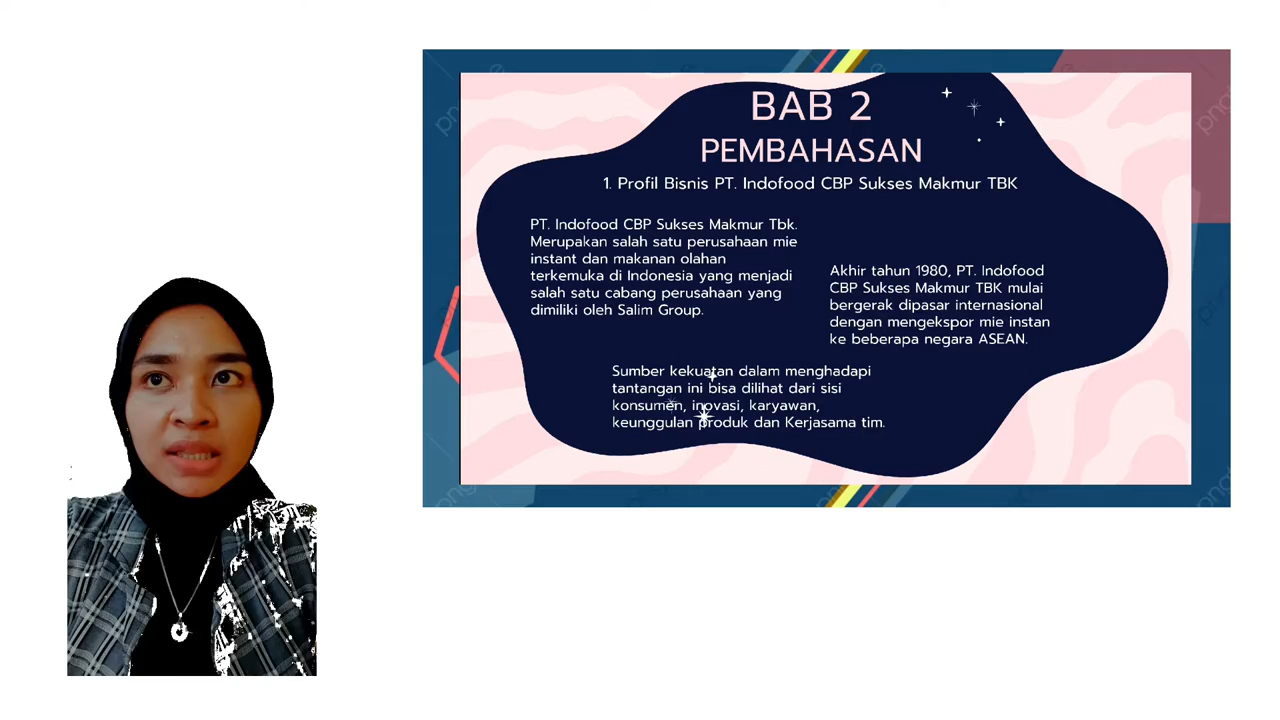 BAB 2
PEMBAHASAN
1. Profil Bisnis PT. Indofood CBP Sukses Makmur TBK
PT. Indofood CBP Sukses Makmur Tbk.
Merupakan salah satu perusahaan mie
instant dan makanan olahan
terkemuka di Indonesia yang menjadi
salah satu cabang perusahaan yang
dimiliki oleh Salim Group.
Akhir tahun 1980, PT. Indofood
CBP Sukses Makmur TBK mulai
bergerak dipasar internasional
dengan mengekspor mie instan
ke beberapa negara ASEAN.
Sumber kekuatan dalam menghadapi
tantangan ini bisa dilihat dari sisi
konsumen, inovasi, karyawan,
keunggulan produk dan Kerjasama tim.